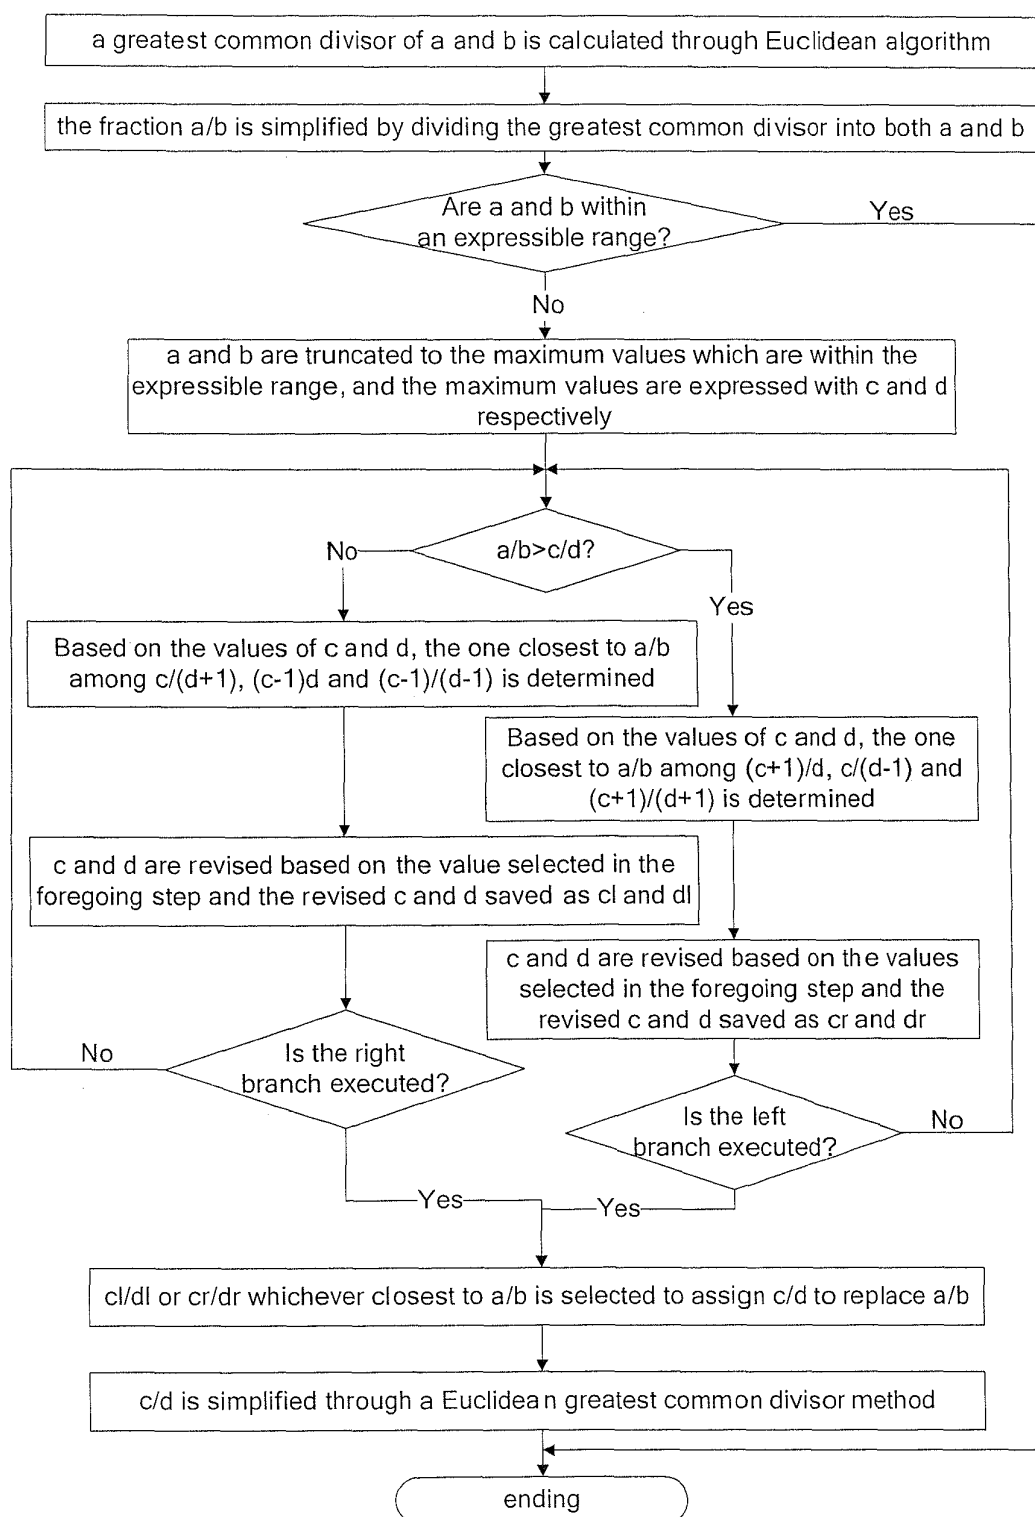 a greatest common divisor of a and b is calculated through Euclidean algorithm
the fraction a/b is simplified by dividing the greatest common divisor into both a and b
Are a and b within
an expressible range?
Yes
No
a and b are truncated to the maximum values which are within the
expressible range, and the maximum values are expressed with c and d
respectively
a/b>c/d?
No
Yes
Based on the values of c and d, the one closest to a/b
among c/(d+1), (c-1)d and (c-1)/(d-1) is determined
Based on the values of c and d, the one
closest to a/b among (c+1)/d, c/(d-1) and
(c+1)/(d+1) is determined
c and d are revised based on the value selected in the
foregoing step and the revised c and d saved as cl and dl
c and d are revised based on the values
selected in the foregoing step and the
revised c and d saved as cr and dr
No
Is the right
branch executed?
Is the left
branch executed?
No
Yes
Yes
cl/dl or cr/dr whichever closest to a/b is selected to assign c/d to replace a/b
c/d is simplified through a Euclidean greatest common divisor method
ending